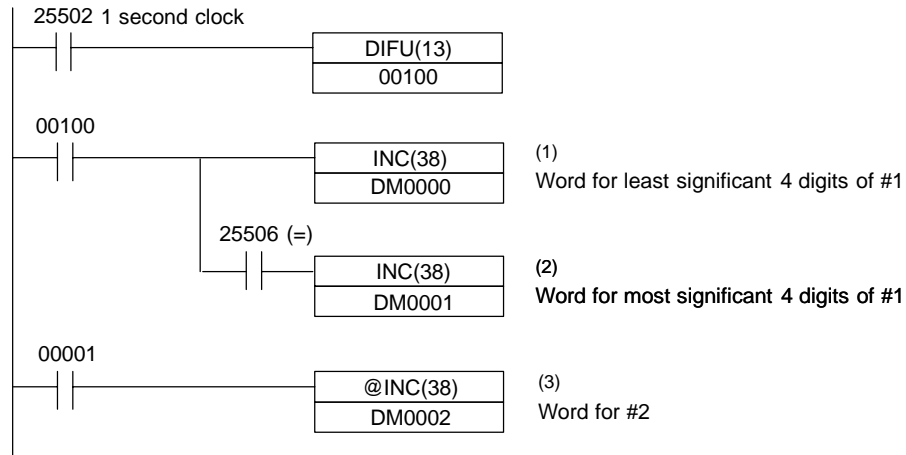 25502 1 second clock
DIFU(13)
00100
00100
INC(38)
DM0000
(1)
Word for least significant 4 digits of #1
25506 (=)
INC(38)
DM0001
(2)
Word for most significant 4 digits of #1
00001
@INC(38)
DM0002
(3)
Word for #2